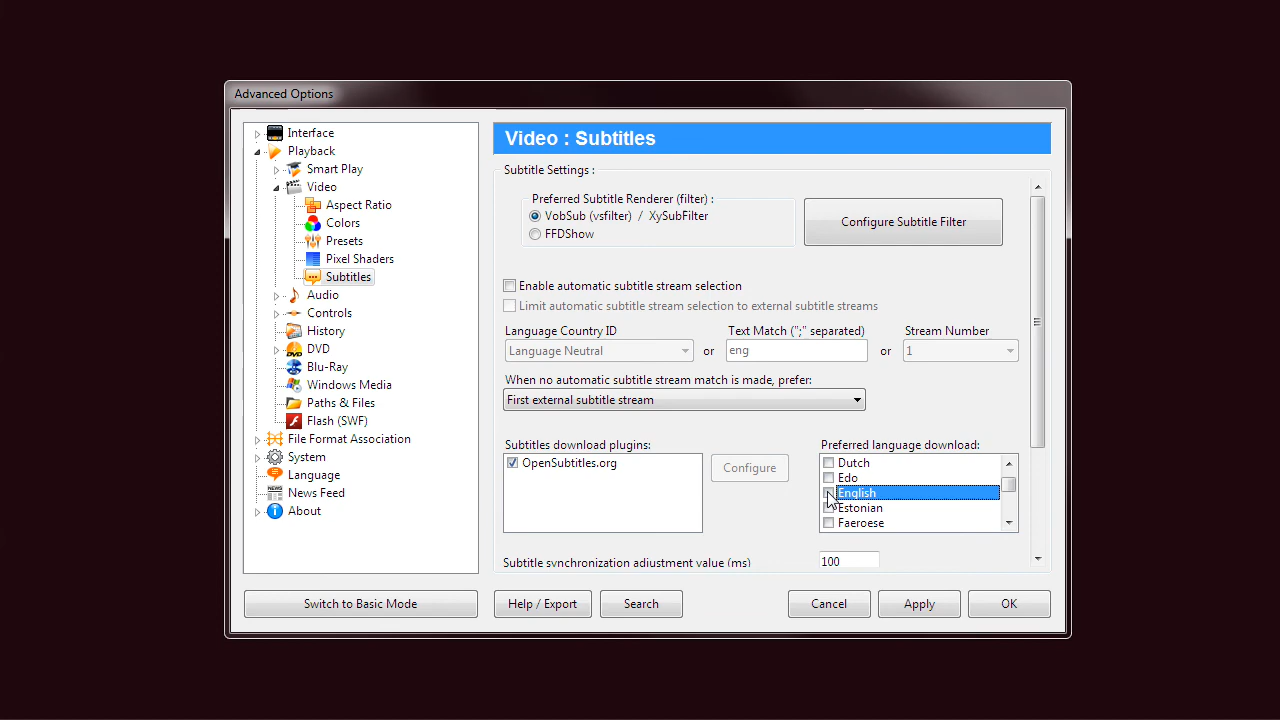 Advanced Options
Interface
Playback
Smart Play
Video
Aspect Ratio
Colors
Presets
Pixel Shaders
Subtitles
Audio
Controls
History
DVD
Blu-Ray
Windows Media
Paths & Files
Flash (SWF)
File Format Association
System
Language
News Feed
About
Video : Subtitles
Subtitle Settings :
Preferred Subtitle Renderer (filter) :
VobSub (vsfilter) / XySubFilter
FFDShow
Configure Subtitle Filter
Enable automatic subtitle stream selection
Limit automatic subtitle stream selection to external subtitle streams
Language Country ID
Text Match (";" separated)
Stream Number
Language Neutral
or
eng
or
1
When no automatic subtitle stream match is made, prefer:
First external subtitle stream
Subtitles download plugins:
Preferred language download:
OpenSubtitles.org
Configure
Dutch
Edo
English
Estonian
Faeroese
Subtitle synchronization adjustment value (ms)
100
Switch to Basic Mode
Help / Export
Search
Cancel
Apply
OK